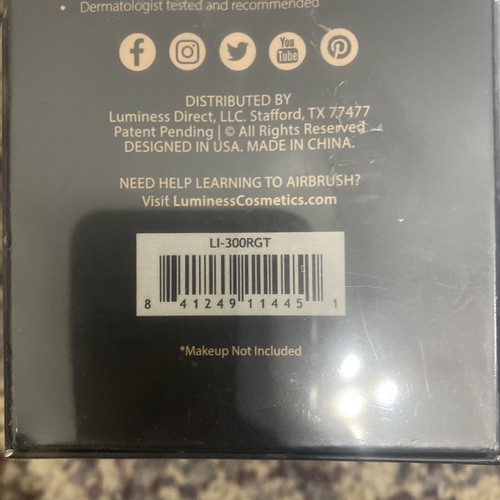 • Dermatologist tested and recommended
You
Tube
DISTRIBUTED BY
Luminess Direct, LLC. Stafford, TX 77477
Patent Pending | © All Rights Reserved
DESIGNED IN USA. MADE IN CHINA.
NEED HELP LEARNING TO AIRBRUSH?
Visit LuminessCosmetics.com
LI-300RGT
8 41249 11445 1
*Makeup Not Included